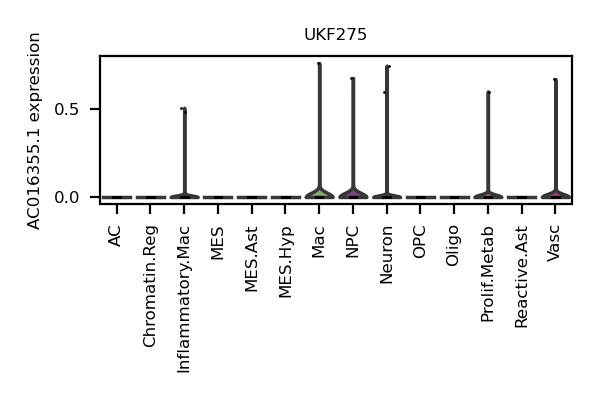 UKF275
AC016355.1 expression
0.5
0.0
AC
Chromatin.Reg
Inflammatory.Mac
MES
MES.Ast
MES.Hyp
Mac
NPC
Neuron
OPC
Oligo
Prolif.Metab
Reactive.Ast
Vasc